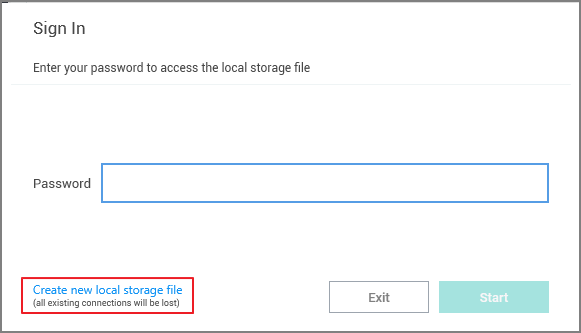 Sign In
Enter your password to access the local storage file
Password
Create new local storage file
(all existing connections will be lost)
Exit
Start